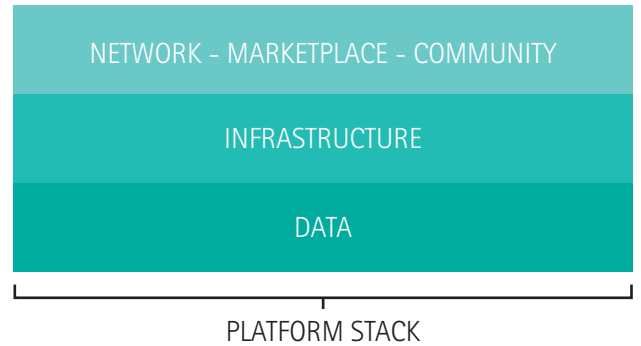 NETWORK - MARKETPLACE - COMMUNITY
INFRASTRUCTURE
DATA
PLATFORM STACK